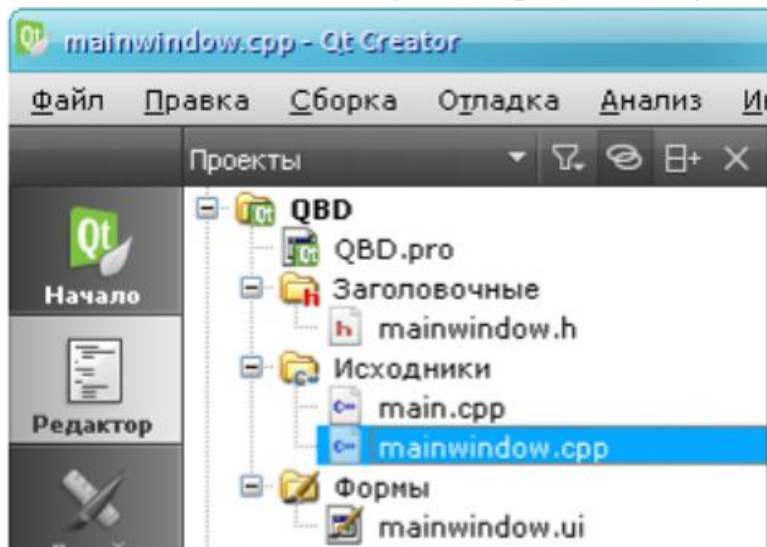 mainwindow.cpp - Qt Creator
Файл Правка Сборка Отладка Анализ
Проекты
QBD
QBD.pro
Начало
Заголовочные
mainwindow.h
Исходники
main.cpp
Редактор
mainwindow.cpp
Формы
mainwindow.ui